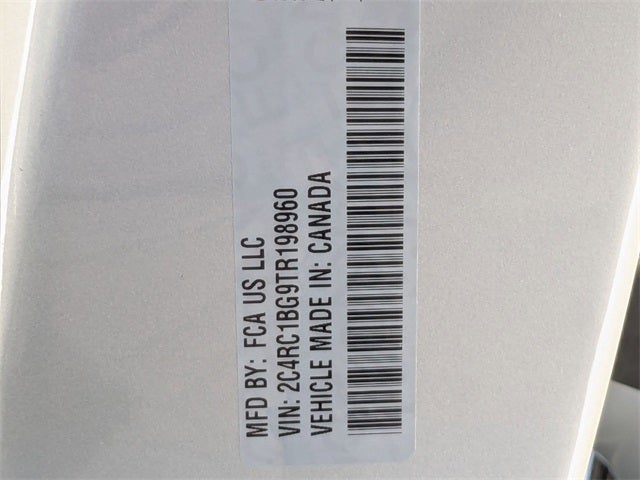 MFD BY: FCA US LLC
VIN: 2C4RC1BG9TR198960
VEHICLE MADE IN: CANADA